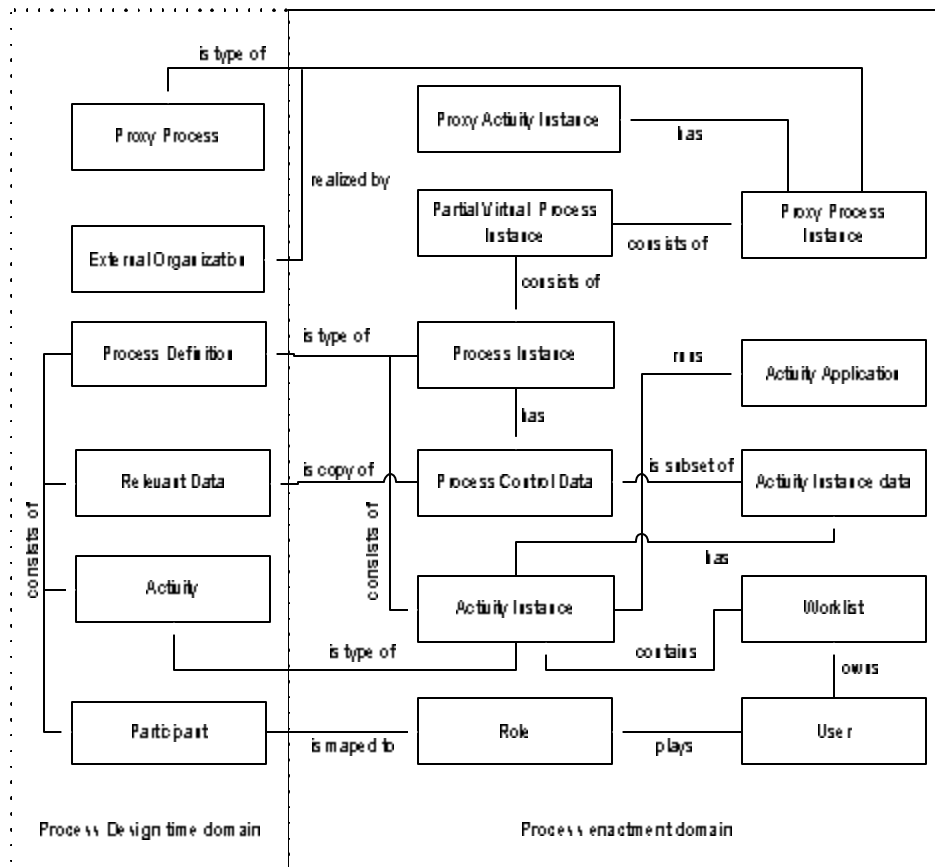 is type of
Proxy Process
Proxy Activity Instance
has
realized by
Partial Virtual Process
Instance
consists of
Proxy Process
Instance
External Organization
consists of
is type of
Process Definition
Process Instance
runs
Activity Application
has
Relevant Data
is copy of
Process Control Data
is subset of
Activity Instance data
consists of
consists of
has
Activity
Activity Instance
Worklist
is type of
contains
owns
Participant
is maped to
Role
plays
User
Process Design time domain
Process enactment domain